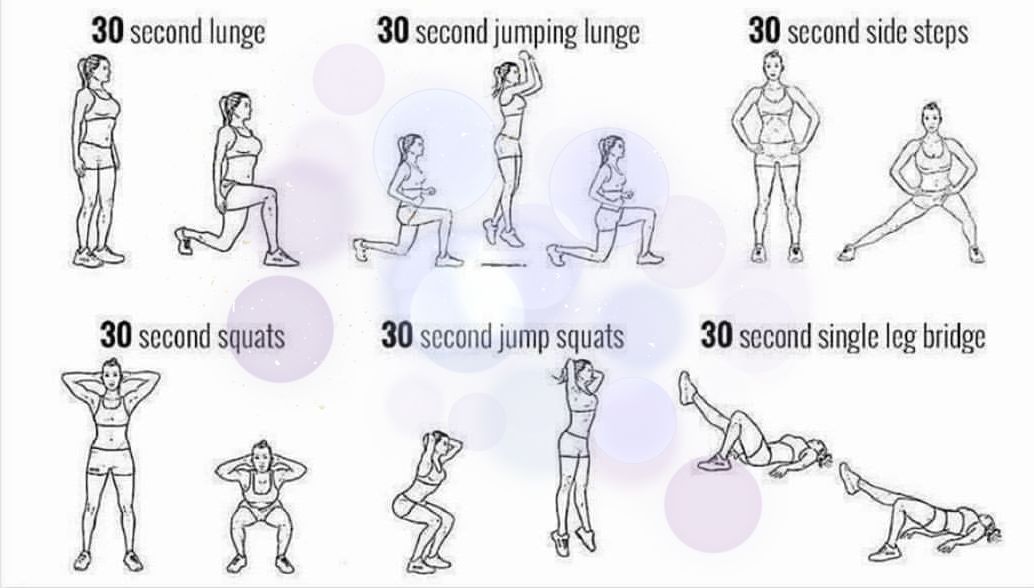 30 second lunge
30 second jumping lunge
30 second side steps
30 second squats
30 second jump squats
30 second single leg bridge